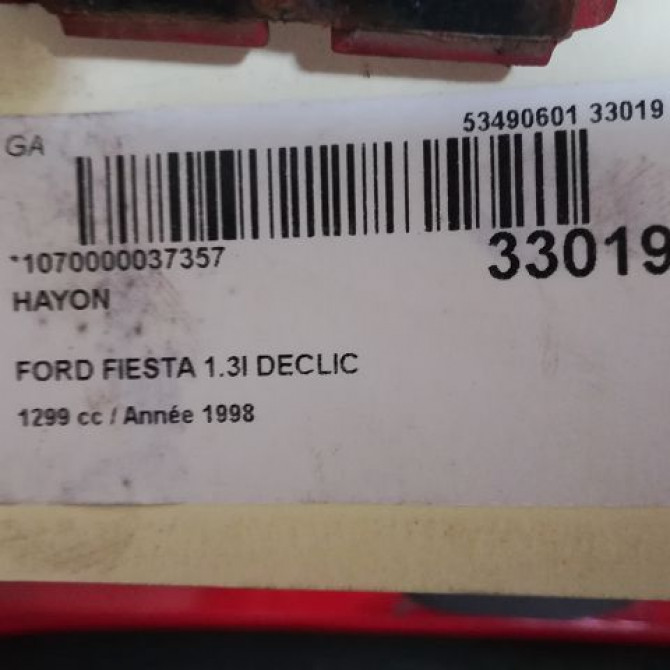 GA
53490601 33019
*1070000037357
33019
HAYON
FORD FIESTA 1.3I DECLIC
1299 cc / Année 1998